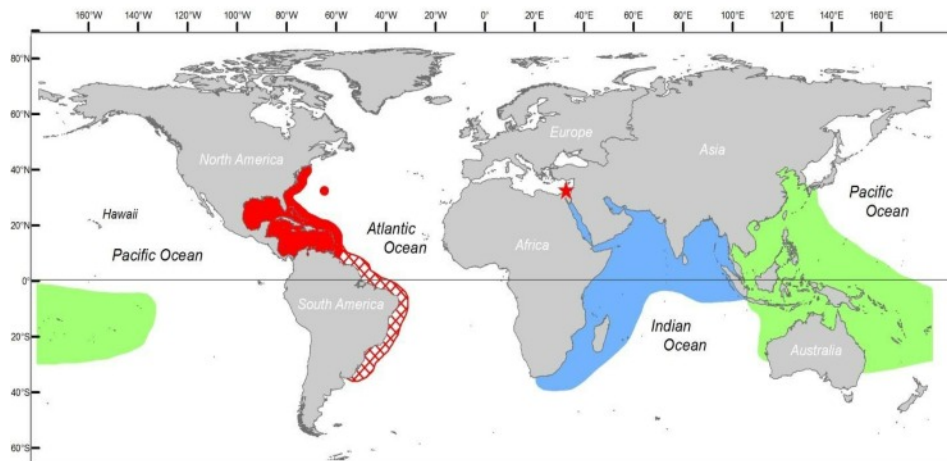 160°W 140°W 120°W 100°W 80°W 60°W 40°W 20°W 0° 20°E 40°E 60°E 80°E 100°E 120°E 140°E 160°E
80°N
60°N
Europe
North America
Asia
40°N
Pacific
Ocean
Hawaii
Atlantic
Ocean
20°N
Africa
Pacific Ocean
0°
South America
Indian
Ocean
Australia
20°S
40°S
60°S